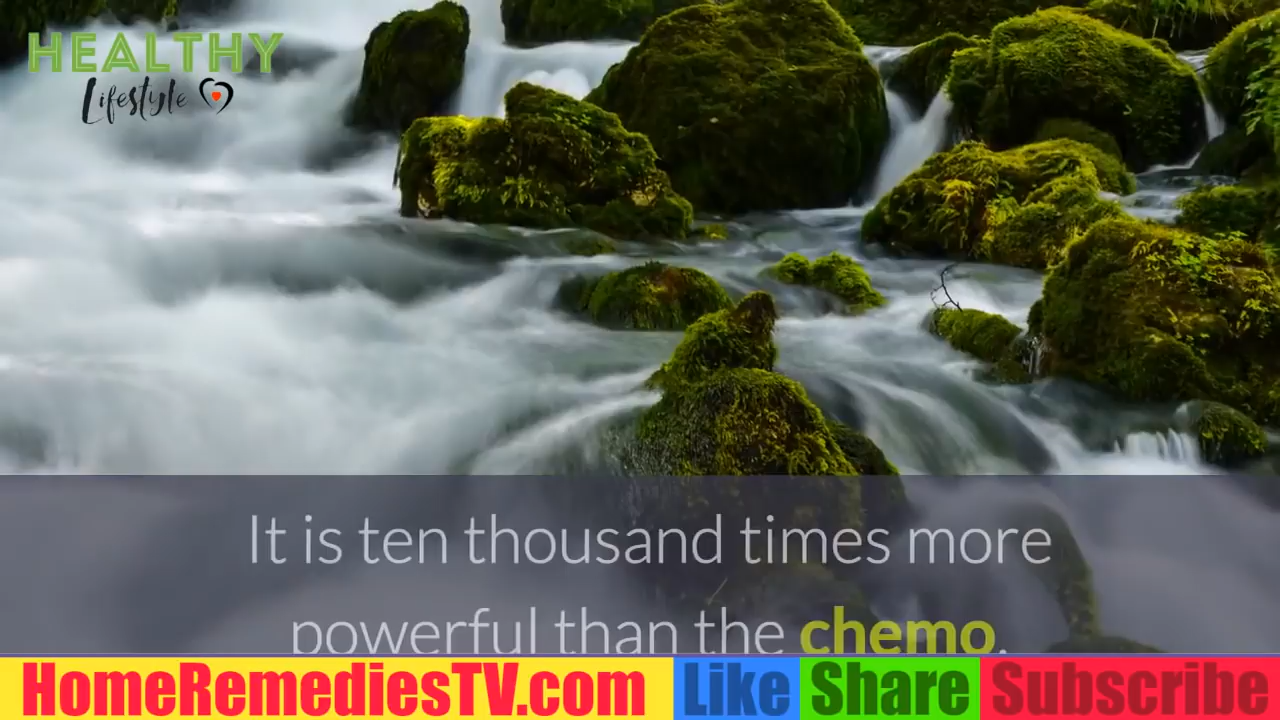 HEALTHY
Lifestyle
It is ten thousand times more
powerful than the chemo.
HomeRemediesTV.com Like Share Subscribe